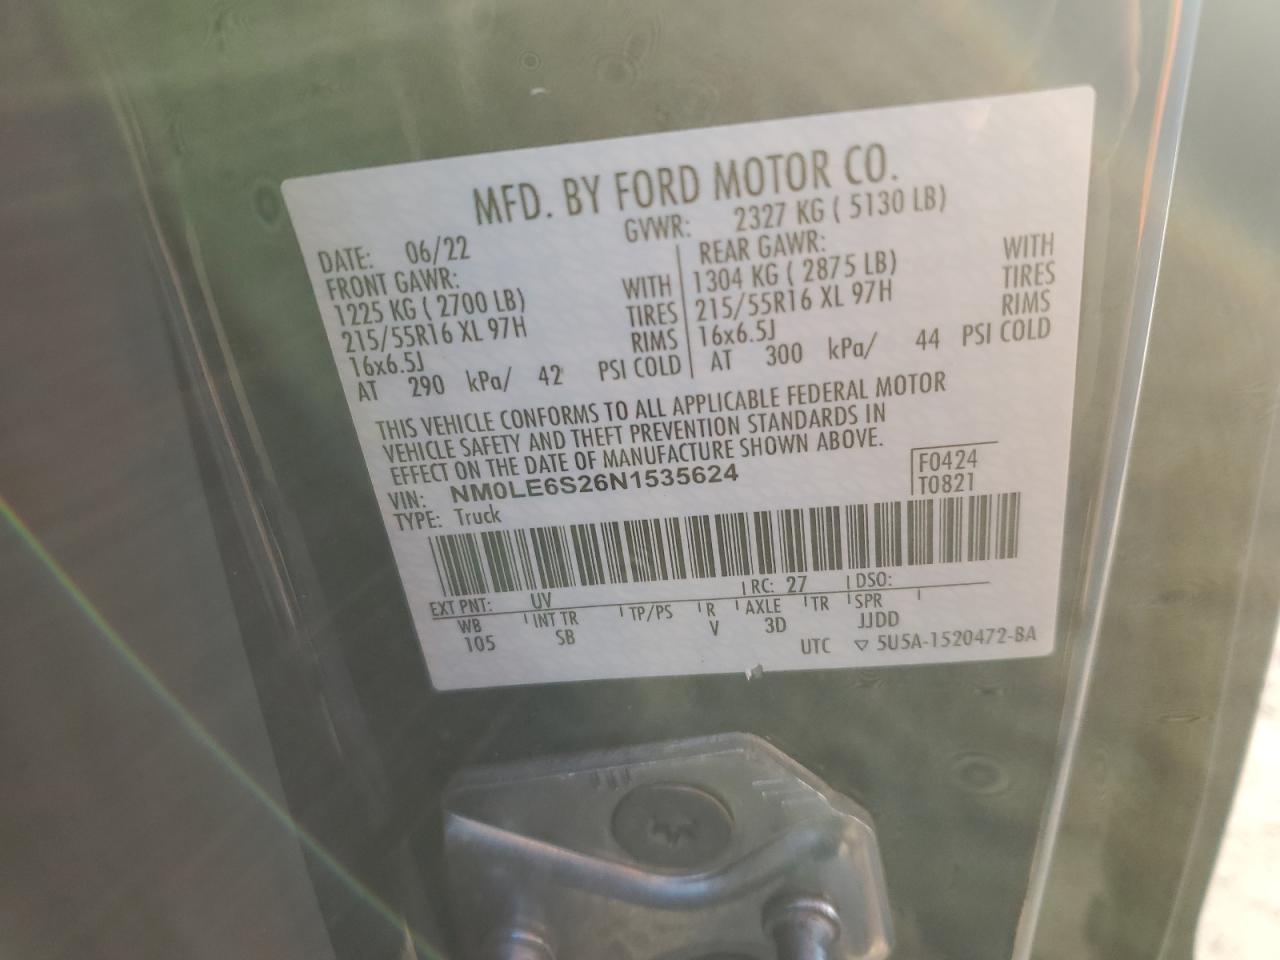 MFD. BY FORD MOTOR CO.
DATE: 06/22 GVWR: 2327 KG ( 5130 LB)
FRONT GAWR: REAR GAWR:
1225 KG ( 2700 LB) WITH 1304 KG ( 2875 LB) WITH
215/55R16 XL 97H TIRES 215/55R16 XL 97H TIRES
16x6.5J RIMS 16x6.5J RIMS
AT 290 kPa/ 42 PSI COLD AT 300 kPa/ 44 PSI COLD
THIS VEHICLE CONFORMS TO ALL APPLICABLE FEDERAL MOTOR
VEHICLE SAFETY AND THEFT PREVENTION STANDARDS IN
EFFECT ON THE DATE OF MANUFACTURE SHOWN ABOVE.
VIN: NM0LE6S26N1535624 F0424
TYPE: Truck T0821
EXT PNT: UV RC: 27 DSO:
WB INT TR TP/PS R AXLE TR SPR
105 SB V 3D JJDD
UTC ▽ 5U5A-1520472-BA